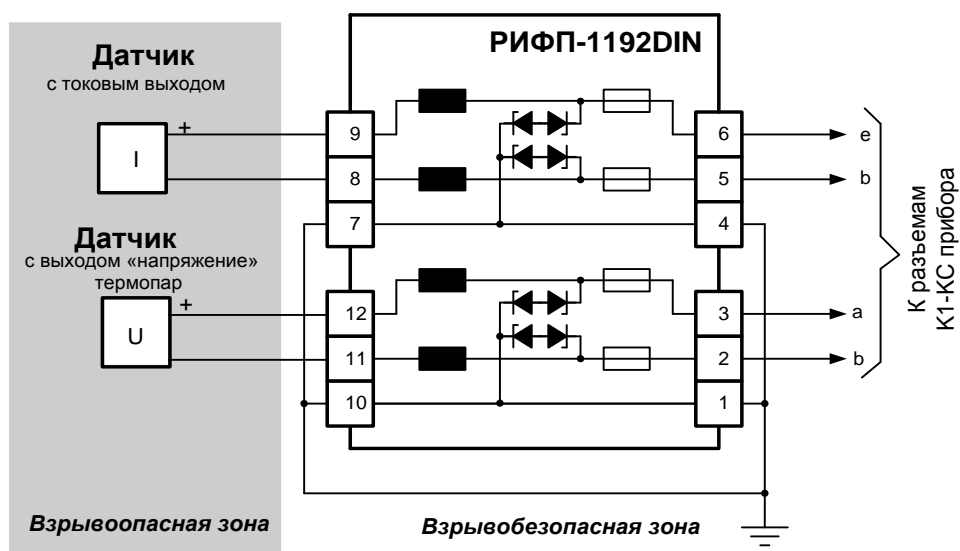 РИФП-1192DIN
Датчик
с токовым выходом
+
I
9
8
7
6
5
4
e
b
Датчик
с выходом «напряжение»
термопар
+
U
12
11
10
3
2
1
a
b
К разъемам
К1-КС прибора
Взрывоопасная зона
Взрывобезопасная зона